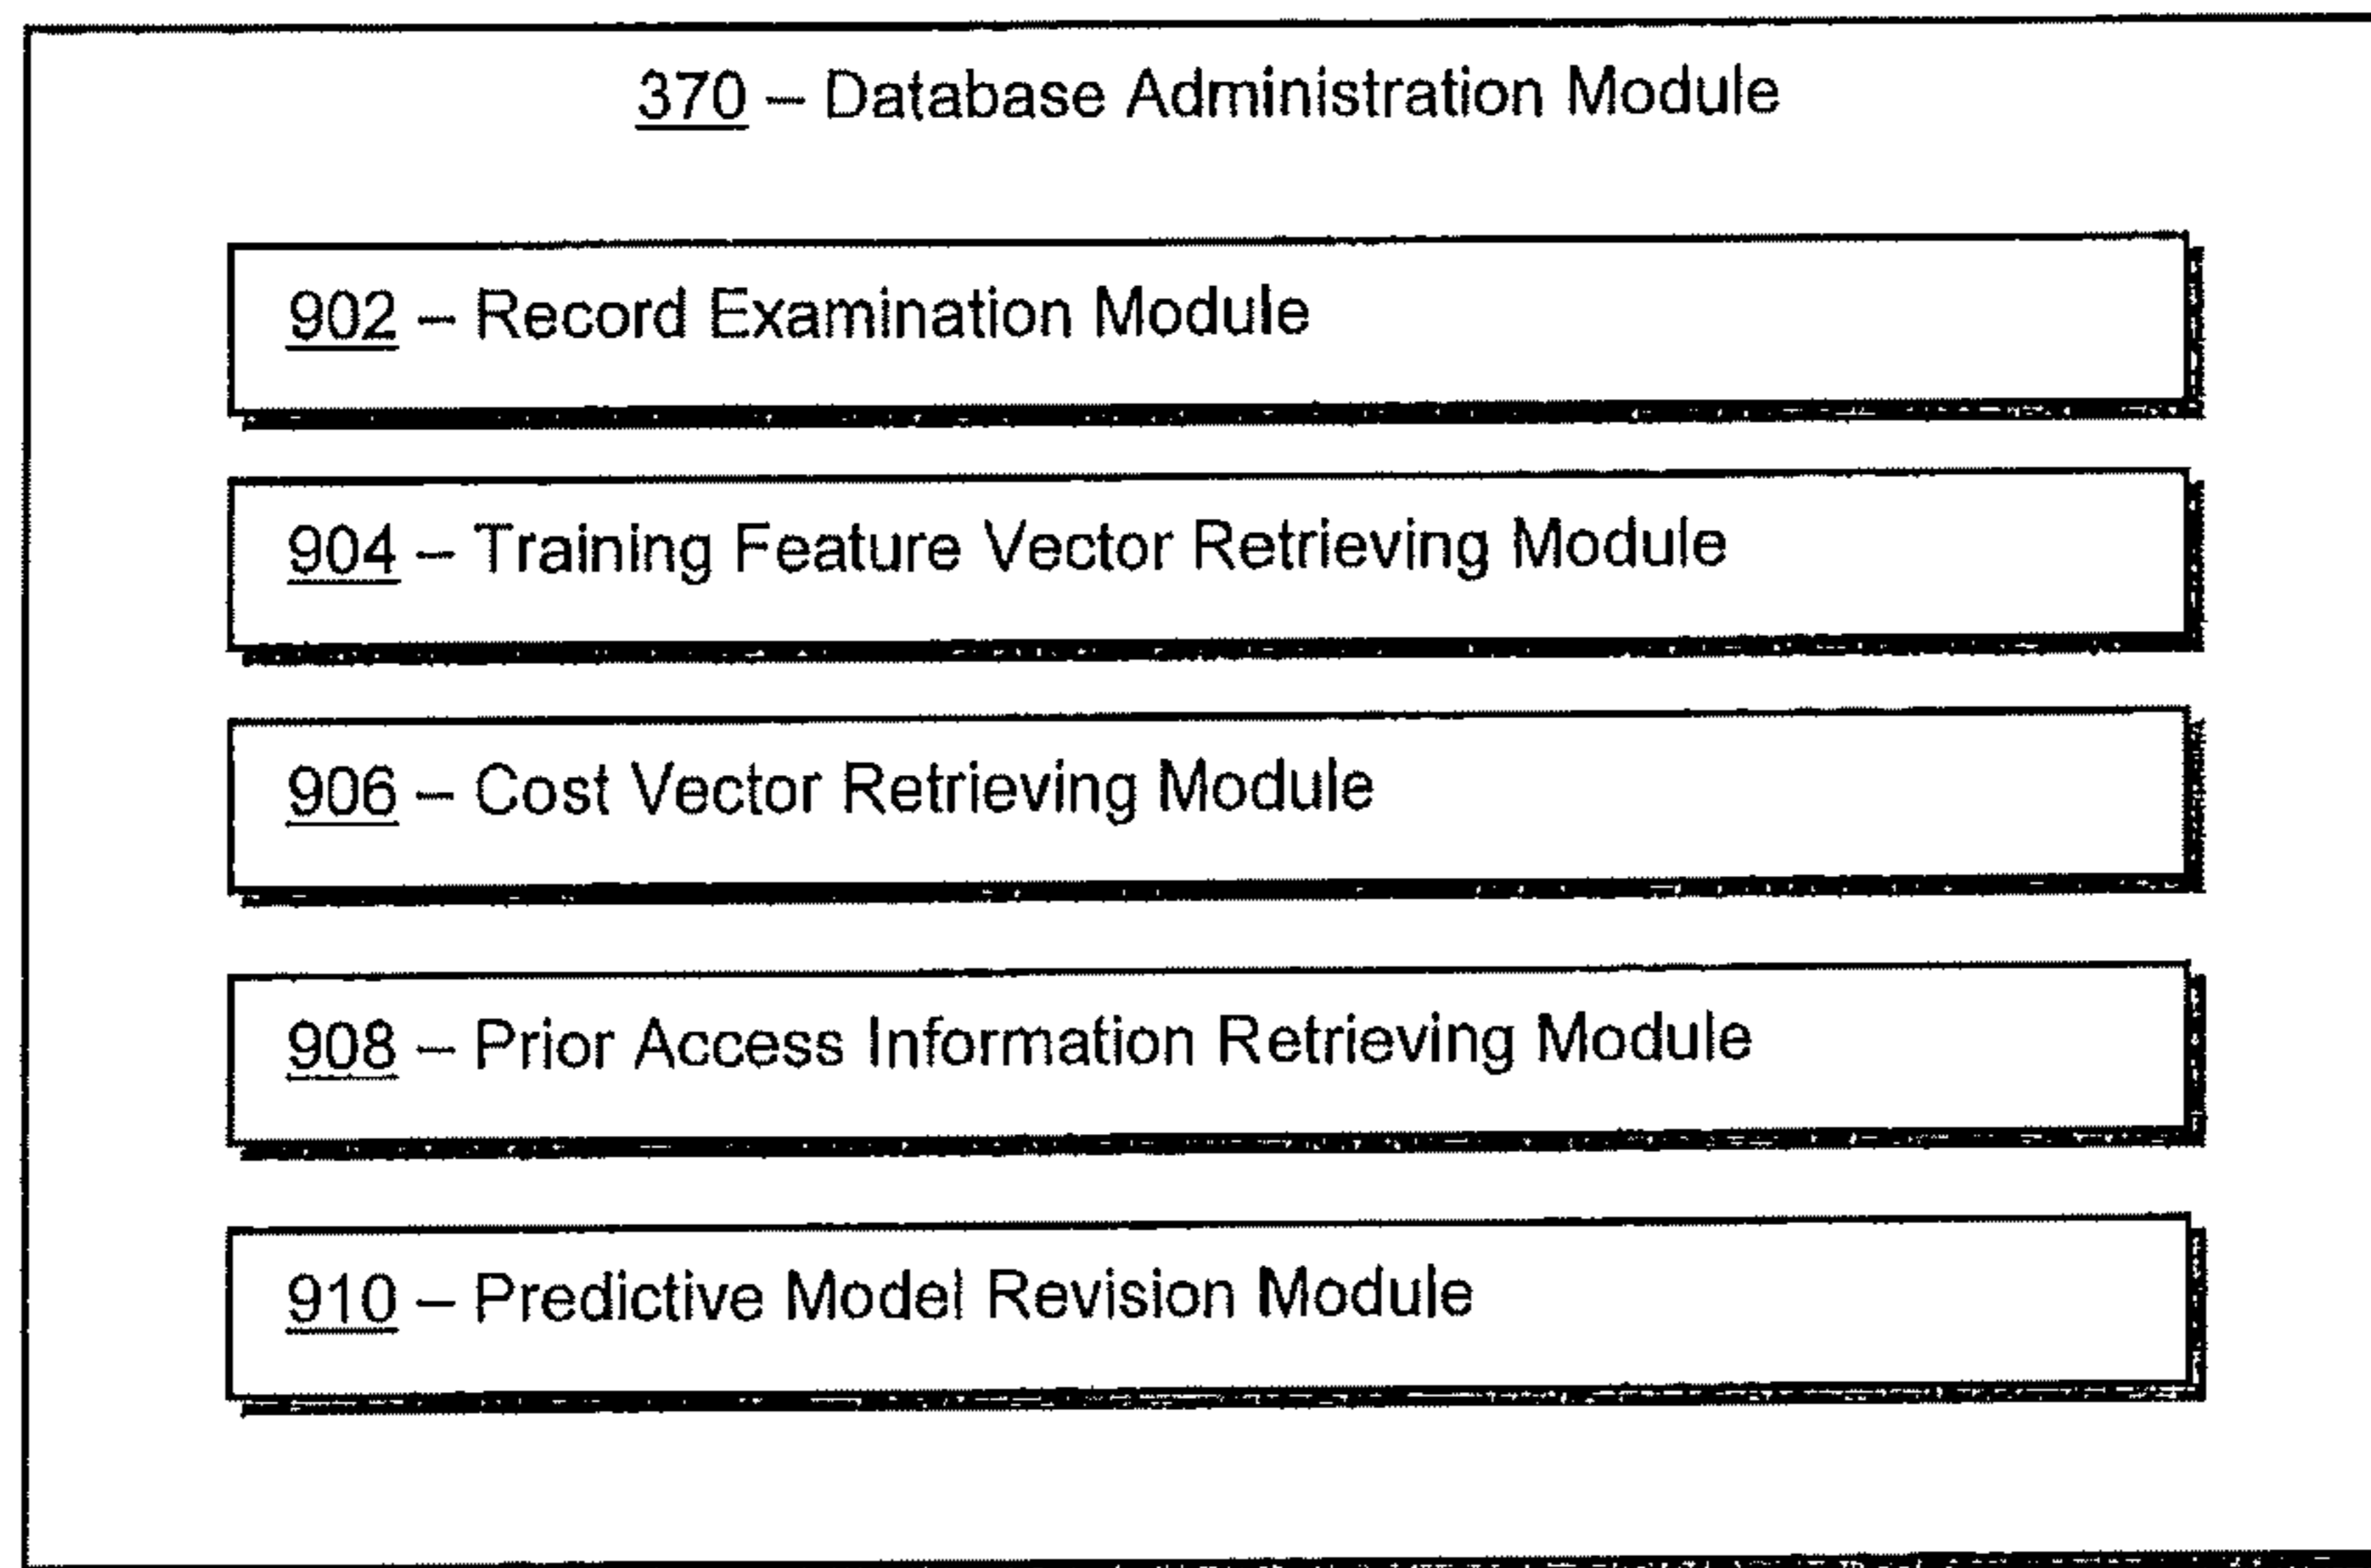 370 – Database Administration Module
902 – Record Examination Module
904 – Training Feature Vector Retrieving Module
906 – Cost Vector Retrieving Module
908 – Prior Access Information Retrieving Module
910 – Predictive Model Revision Module